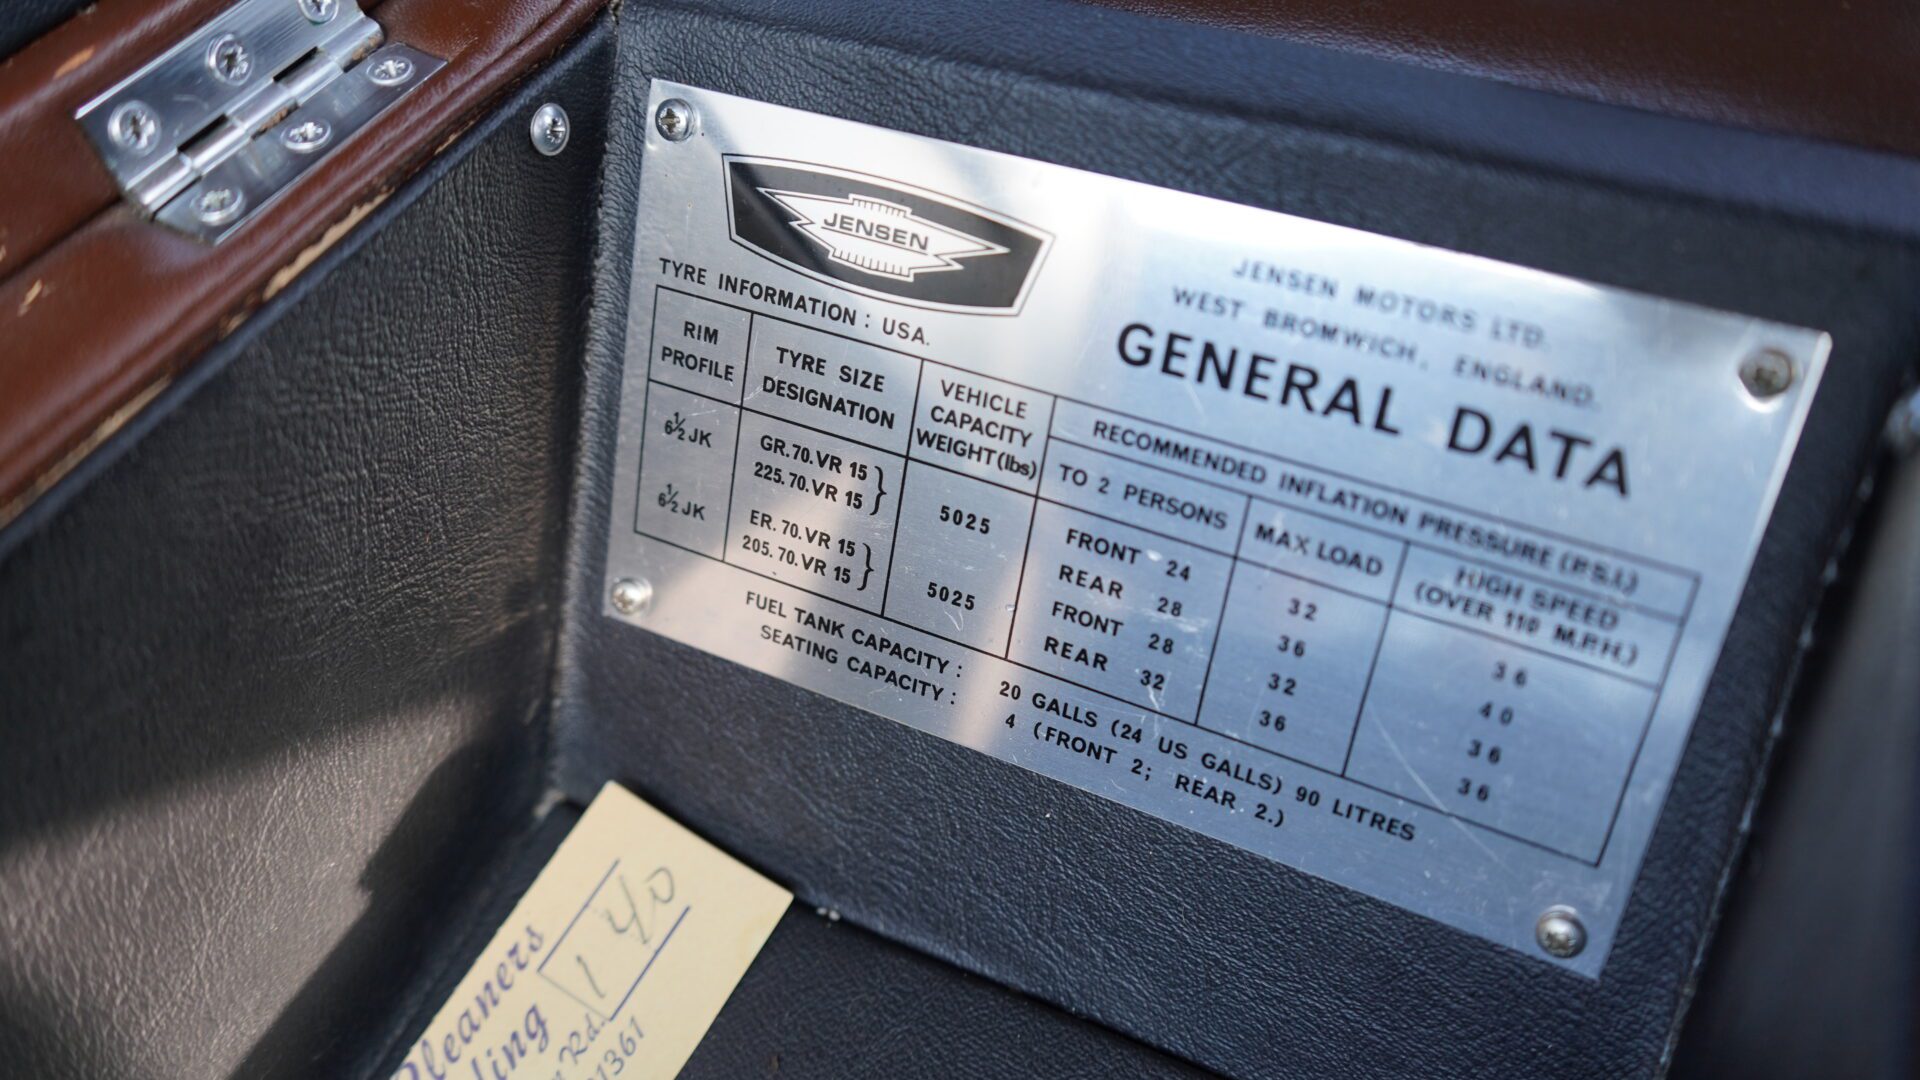 JENSEN
JENSEN MOTORS LTD.
WEST BROMWICH, ENGLAND.
GENERAL DATA
TYRE INFORMATION : USA.
RIM PROFILE
TYRE SIZE DESIGNATION
VEHICLE CAPACITY WEIGHT (lbs)
RECOMMENDED INFLATION PRESSURE (P.S.I.)
TO 2 PERSONS
MAX LOAD
HIGH SPEED (OVER 110 M.P.H.)
6½JK
GR.70.VR 15
225.70.VR 15
5025
FRONT 24 32 36
REAR 28 36 40
6½JK
ER.70.VR 15
205.70.VR 15
5025
FRONT 28 32 36
REAR 32 36 36
FUEL TANK CAPACITY : 20 GALLS (24 US GALLS) 90 LITRES
SEATING CAPACITY : 4 (FRONT 2; REAR 2.)
1 40
Cleaners
Rd.
1361